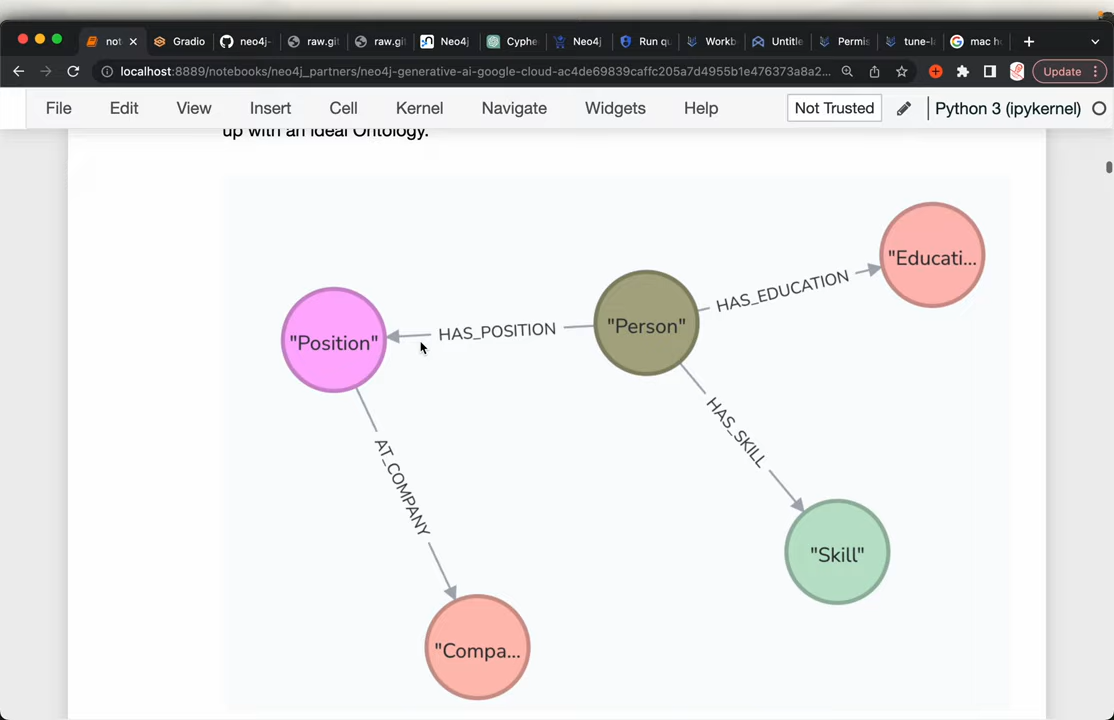 not
Gradio
neo4j-
raw.git
raw.git
Neo4j
Cyphe
Neo4j
Run qu
Workb
Untitle
Permis
tune-l
mac h
localhost:8889/notebooks/neo4j_partners/neo4j-generative-ai-google-cloud-ac4de69839caffc205a7d4955b1e476373a8a2...
Update
File Edit View Insert Cell Kernel Navigate Widgets Help
Not Trusted
Python 3 (ipykernel)
up with an ideal Ontology.
"Educati...
HAS_EDUCATION
"Person"
HAS_POSITION
"Position"
HAS_SKILL
AT_COMPANY
"Skill"
"Compa...